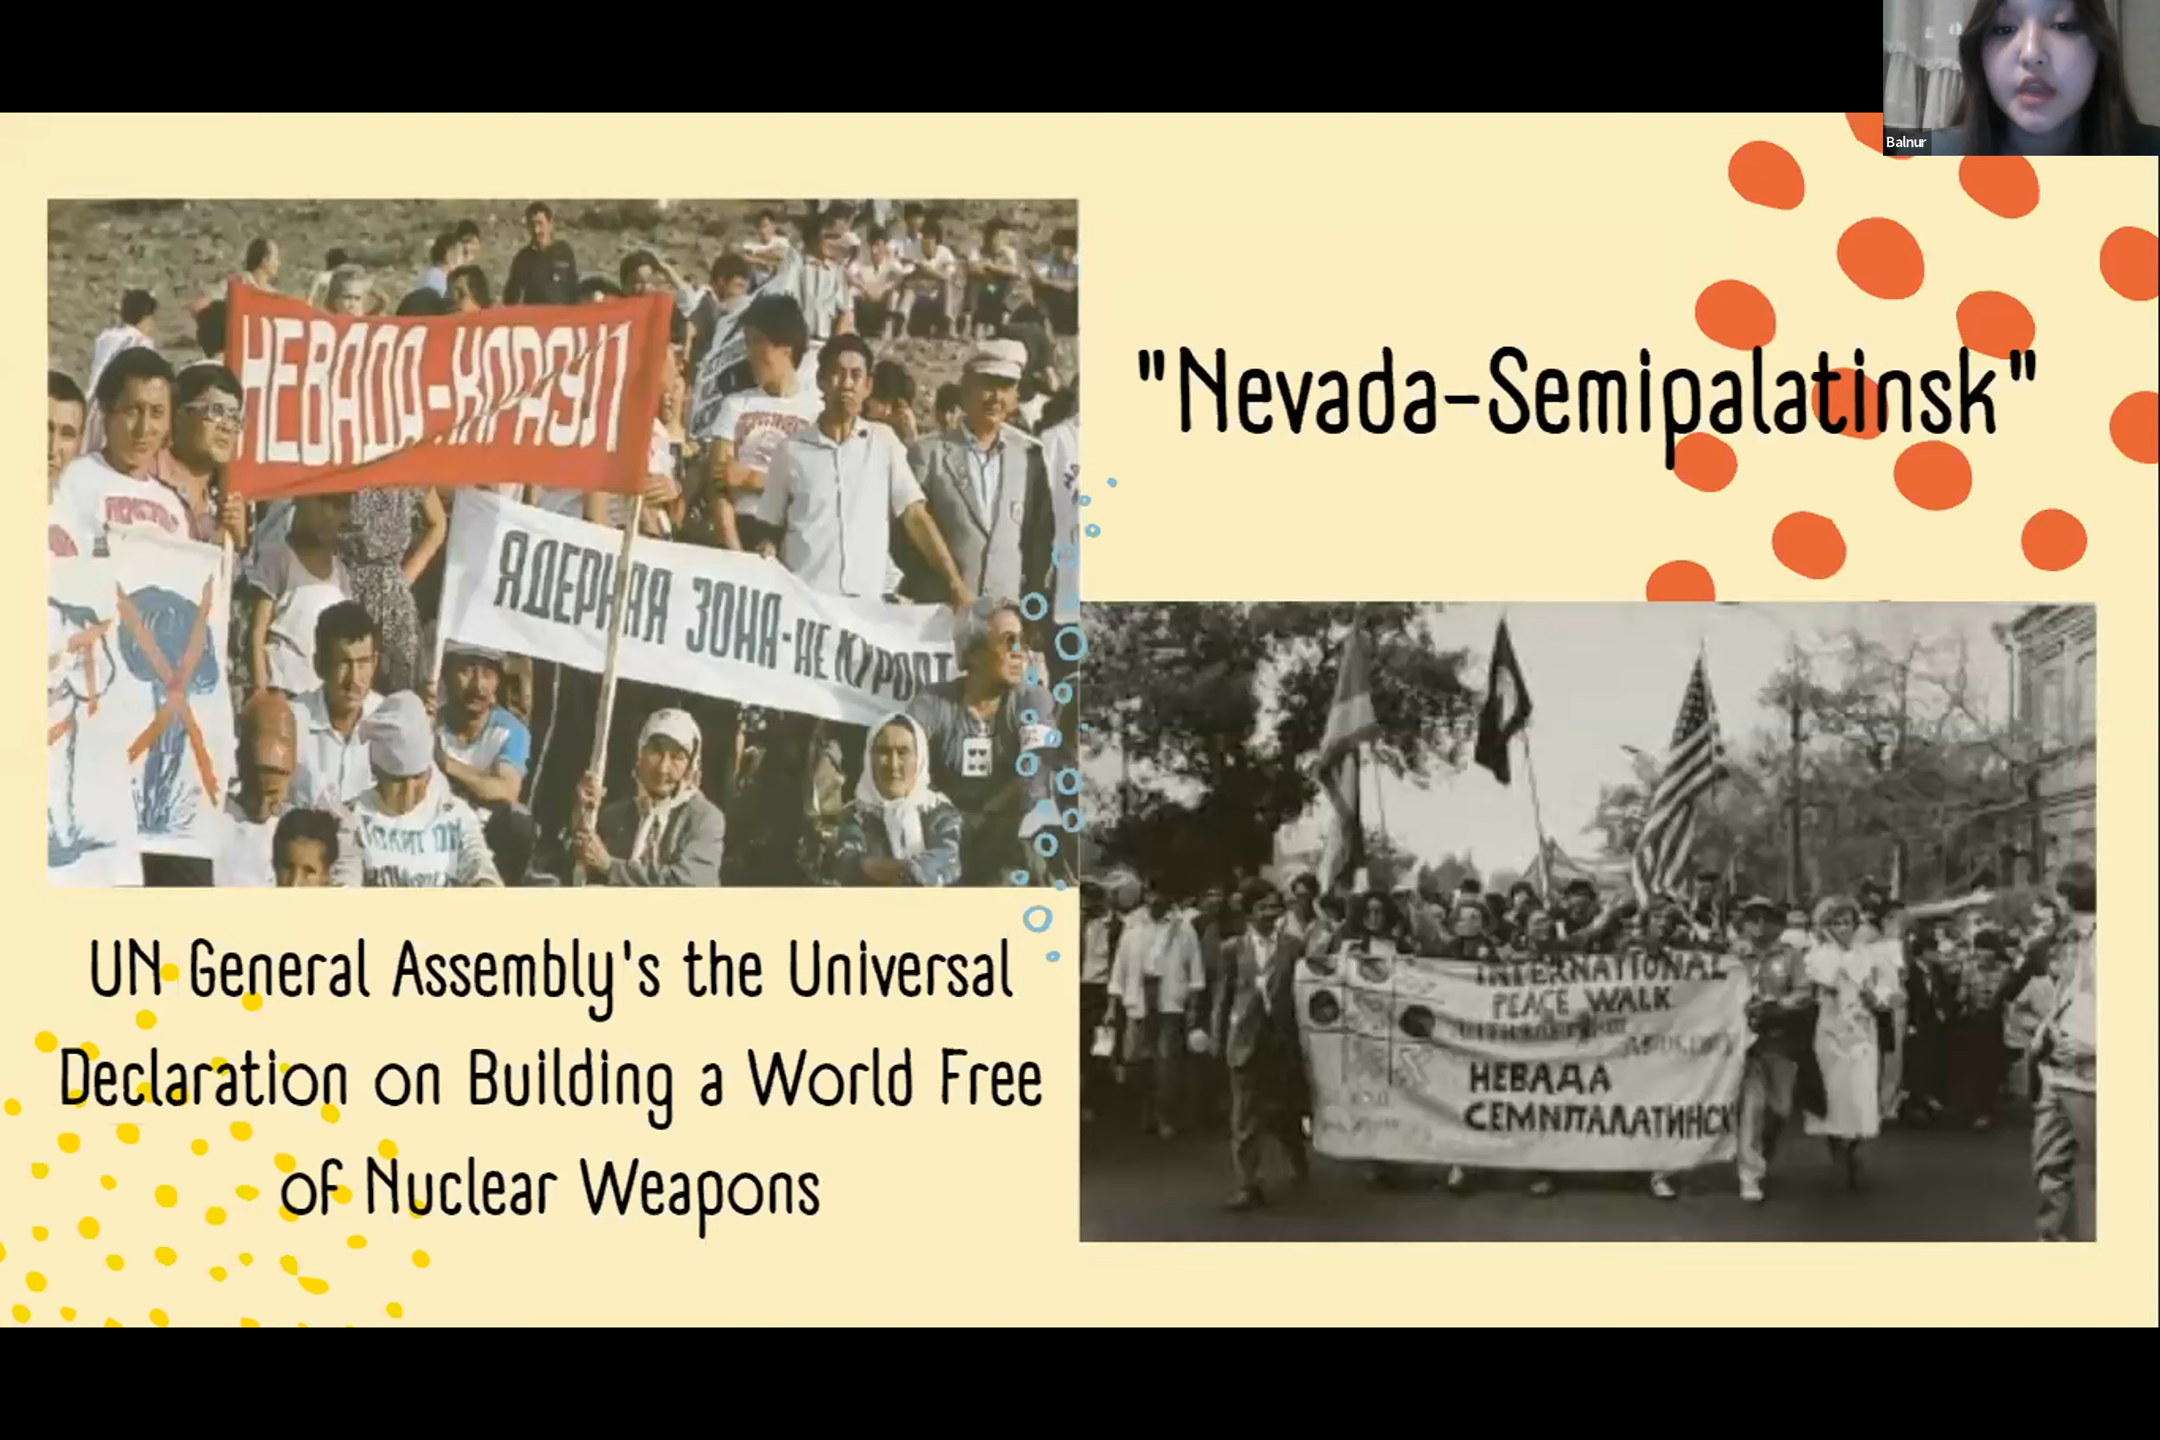 Balnur
НЕВАДА-КАРАУЛ
"Nevada-Semipalatinsk"
ЯДЕРНАЯ ЗОНА-НЕ КУРОРТ
UN General Assembly's the Universal
Declaration on Building a World Free
of Nuclear Weapons
INTERNATIONAL
PEACE WALK
НЕВАДА
СЕМИПАЛАТИНСК